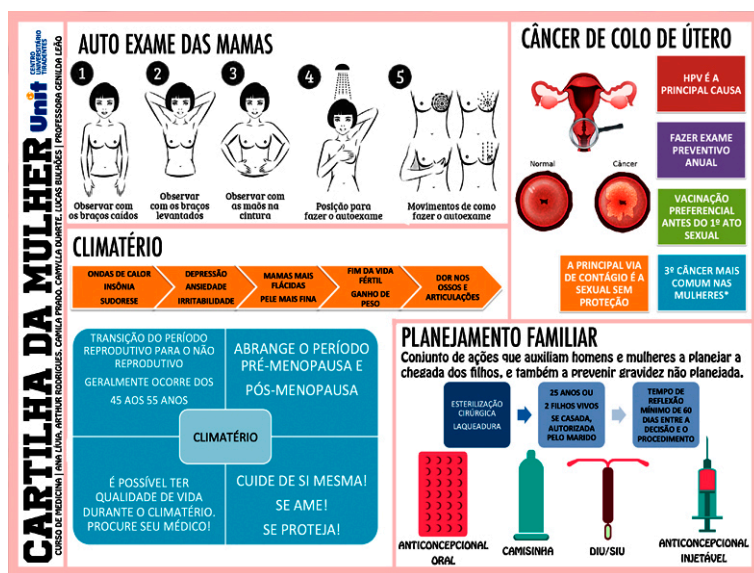 CARTILHA DA MULHER
CURSO DE MEDICINA | ANA LÍVIA, ARTHUR RODRIGUES, CAMILA PRADO, CAMYLLA DUARTE, LUCAS BULHÕES | PROFESSORA GENILDA LEÃO
Unit
CENTRO
UNIVERSITÁRIO
TIRADENTES
AUTO EXAME DAS MAMAS
1
Observar com
os braços caídos
2
Observar
com os braços
levantados
3
Observar com
as mãos na
cintura
4
Posição para
fazer o autoexame
5
Movimentos de como
fazer o autoexame
CÂNCER DE COLO DE ÚTERO
Normal
Câncer
HPV É A
PRINCIPAL CAUSA
FAZER EXAME
PREVENTIVO
ANUAL
VACINAÇÃO
PREFERENCIAL
ANTES DO 1º ATO
SEXUAL
A PRINCIPAL VIA
DE CONTÁGIO É A
SEXUAL SEM
PROTEÇÃO
3º CÂNCER MAIS
COMUM NAS
MULHERES*
CLIMATÉRIO
ONDAS DE CALOR
INSÔNIA
SUDORESE
DEPRESSÃO
ANSIEDADE
IRRITABILIDADE
MAMAS MAIS
FLÁCIDAS
PELE MAIS FINA
FIM DA VIDA
FÉRTIL
GANHO DE
PESO
DOR NOS
OSSOS E
ARTICULAÇÕES
TRANSIÇÃO DO PERÍODO
REPRODUTIVO PARA O NÃO
REPRODUTIVO
GERALMENTE OCORRE DOS
45 AOS 55 ANOS
ABRANGE O PERÍODO
PRÉ-MENOPAUSA E
PÓS-MENOPAUSA
CLIMATÉRIO
É POSSÍVEL TER
QUALIDADE DE VIDA
DURANTE O CLIMATÉRIO.
PROCURE SEU MÉDICO!
CUIDE DE SI MESMA!
SE AME!
SE PROTEJA!
PLANEJAMENTO FAMILIAR
Conjunto de ações que auxiliam homens e mulheres a planejar a
chegada dos filhos, e também a prevenir gravidez não planejada.
ESTERILIZAÇÃO
CIRÚRGICA
LAQUEADURA
25 ANOS OU
2 FILHOS VIVOS
SE CASADA,
AUTORIZADA
PELO MARIDO
TEMPO DE
REFLEXÃO
MÍNIMO DE 60
DIAS ENTRE A
DECISÃO E O
PROCEDIMENTO
ANTICONCEPCIONAL
ORAL
CAMISINHA
DIU/SIU
ANTICONCEPCIONAL
INJETÁVEL